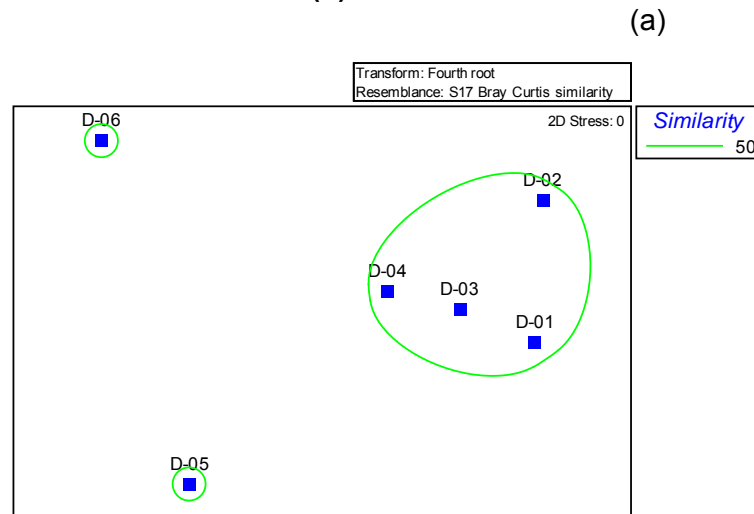 (a)
Transform: Fourth root
Resemblance: S17 Bray Curtis similarity
2D Stress: 0
Similarity
50
D-06
D-02
D-04
D-03
D-01
D-05